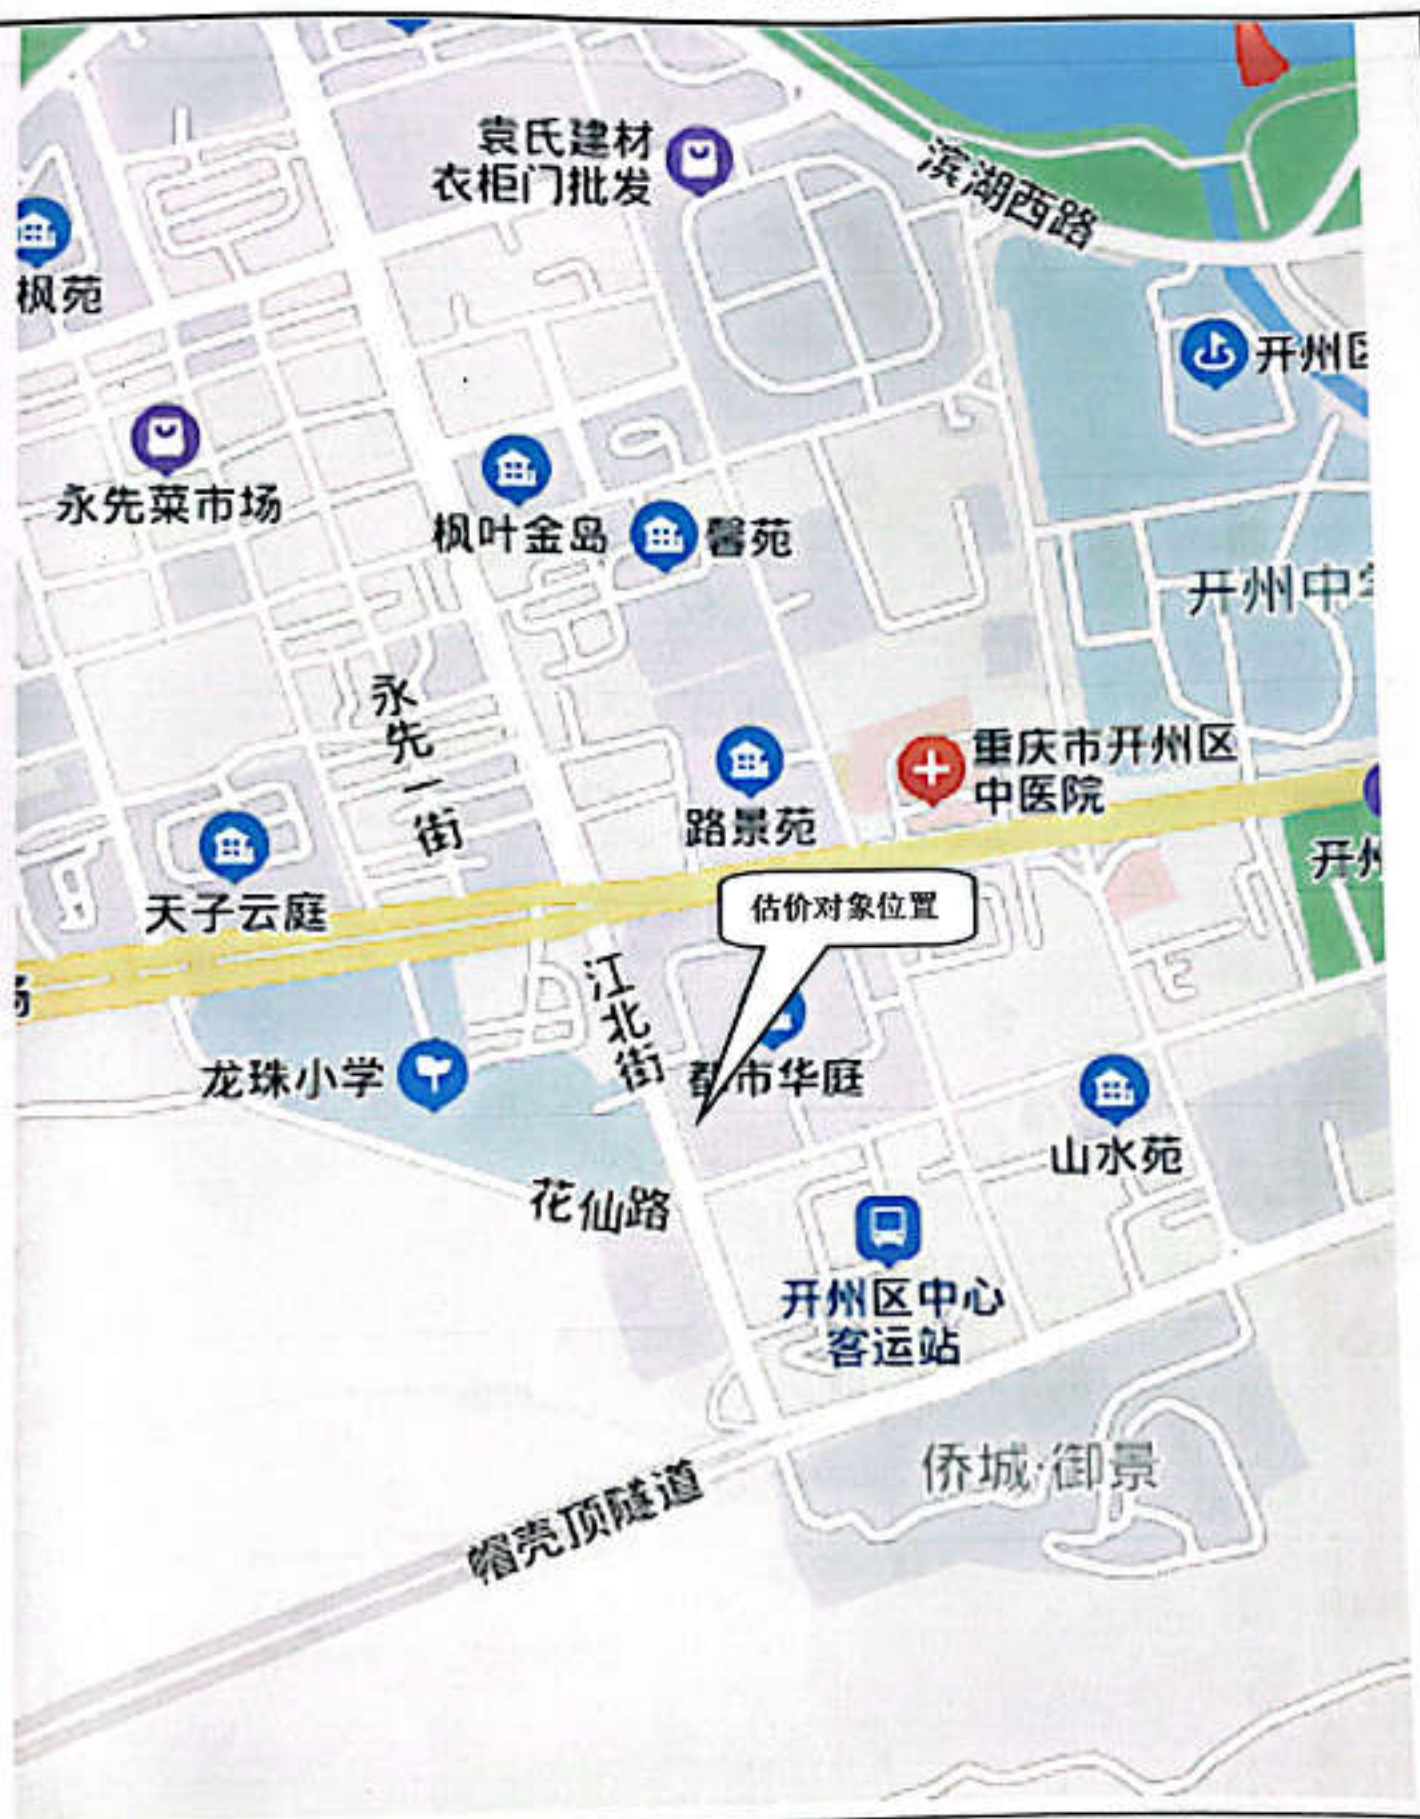 袁氏建材
衣柜门批发
滨湖西路
枫苑
开州区
永先菜市场
枫叶金岛
馨苑
开州中
永先一街
重庆市开州区
中医院
路景苑
开州
天子云庭
估价对象位置
江北街
龙珠小学
都市华庭
山水苑
花仙路
开州区中心
客运站
侨城·御景
帽壳顶隧道